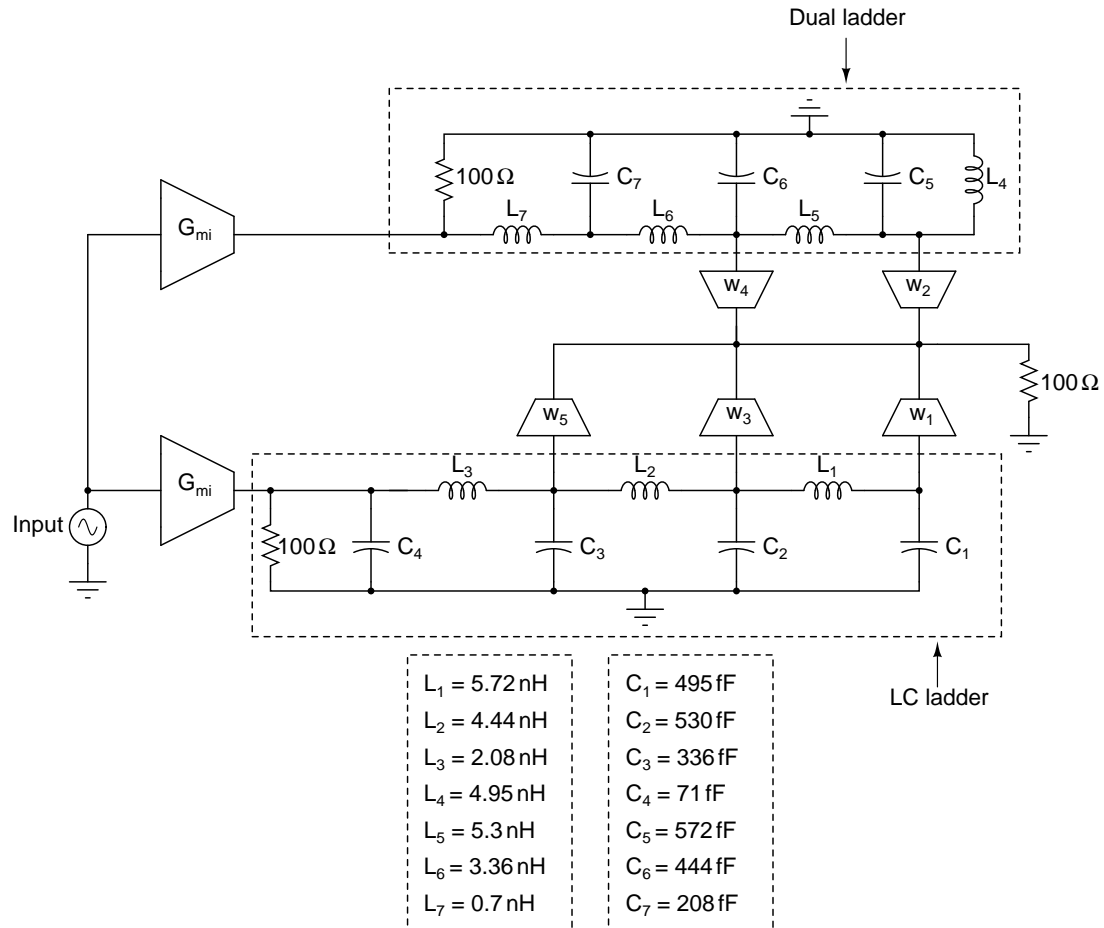 Dual ladder
100Ω
C7
C6
C5
L4
Gmi
L7
L6
L5
w4
w2
100Ω
w5
w3
w1
Gmi
L3
L2
L1
Input
100Ω
C4
C3
C2
C1
LC ladder
L1 = 5.72 nH
L2 = 4.44 nH
L3 = 2.08 nH
L4 = 4.95 nH
L5 = 5.3 nH
L6 = 3.36 nH
L7 = 0.7 nH
C1 = 495 fF
C2 = 530 fF
C3 = 336 fF
C4 = 71 fF
C5 = 572 fF
C6 = 444 fF
C7 = 208 fF